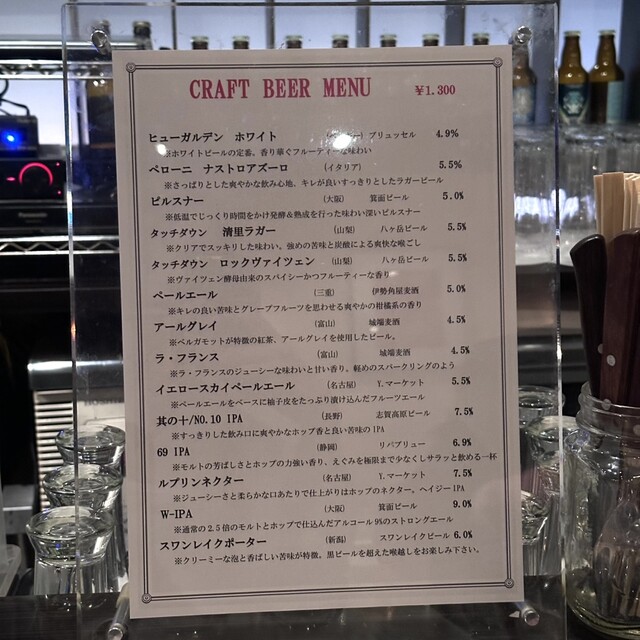 CRAFT BEER MENU ¥1.300
ヒューガルデン ホワイト ブリュッセル 4.9%
※ホワイトビールの定番、香り華ぐフルーティーな味わい
ペローニ ナストロアズーロ (イタリア) 5.5%
※さっぱりとした爽やかな飲み心地、キレが良いすっきりとしたラガービール
ピルスナー (大阪) 箕面ビール 5.0%
※低温でじっくり時間をかけ発酵&熟成を行った味わい深いピルスナー
タッチダウン 清里ラガー (山梨) 八ヶ岳ビール 5.5%
※クリアでスッキリした味わい。強めの苦味と炭酸による爽快な喉ごし
タッチダウン ロックヴァイツェン (山梨) 八ヶ岳ビール 5.5%
※ヴァイツェン酵母由来のスパイシーかつフルーティーな香り
ペールエール (三重) 伊勢角屋麦酒 5.0%
※キレの良い苦味とグレープフルーツを思わせる爽やかの柑橘系の香り
アールグレイ (富山) 城端麦酒 4.5%
※ベルガモットが特徴の紅茶、アールグレイを使用したビール。
ラ・フランス (富山) 城端麦酒 4.5%
※ラ・フランスのジューシーな味わいと甘い香り。軽めのスパークリングのよう
イエロースカイペールエール (名古屋) Y.マーケット 5.5%
※ペールエールをベースに柚子皮をたっぷり漬け込んだフルーツエール
其の十/NO.10 IPA (長野) 志賀高原ビール 7.5%
※すっきりした飲み口に爽やかなホップ香と良い苦味の IPA
69 IPA (静岡) リパブリュー 6.9%
※モルトの芳ばしさとホップの力強い香り、えぐみを極限まで少なくしサラッと飲める一杯
ルプリンネクター (名古屋) Y.マーケット 7.5%
※ジューシーさと柔らかな口あたりで仕上がりはホップのネクター。ヘイジーIPA
W-IPA (大阪) 箕面ビール 9.0%
※通常の2.5倍のモルトとホップで仕込んだアルコール9%のストロングエール
スワンレイクポーター (新潟) スワンレイクビール 6.0%
※クリーミーな泡と香ばしい苦味が特徴。黒ビールを超えた喉越しをお楽しみ下さい。
Panasonic